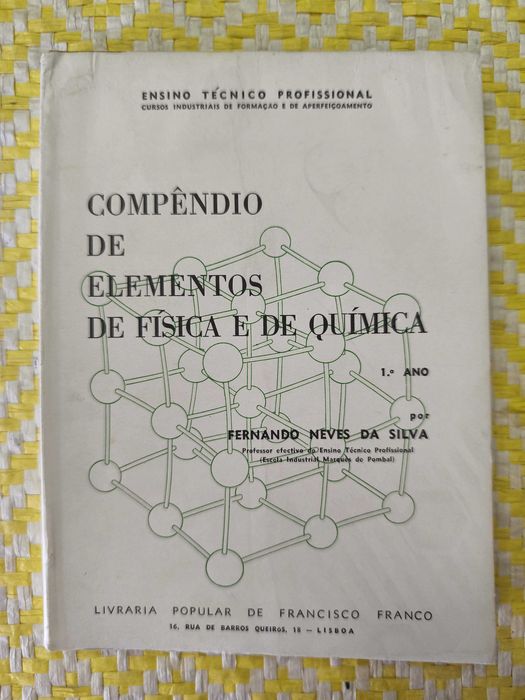 ENSINO TÉCNICO PROFISSIONAL
CURSOS INDUSTRIAIS DE FORMAÇÃO E DE APERFEIÇOAMENTO
COMPÊNDIO
DE
ELEMENTOS
DE FÍSICA E DE QUÍMICA
1.º ANO
por
FERNANDO NEVES DA SILVA
Professor efectivo do Ensino Técnico Profissional
(Escola Industrial Marquês de Pombal)
LIVRARIA POPULAR DE FRANCISCO FRANCO
16, RUA DE BARROS QUEIROS, 18 — LISBOA